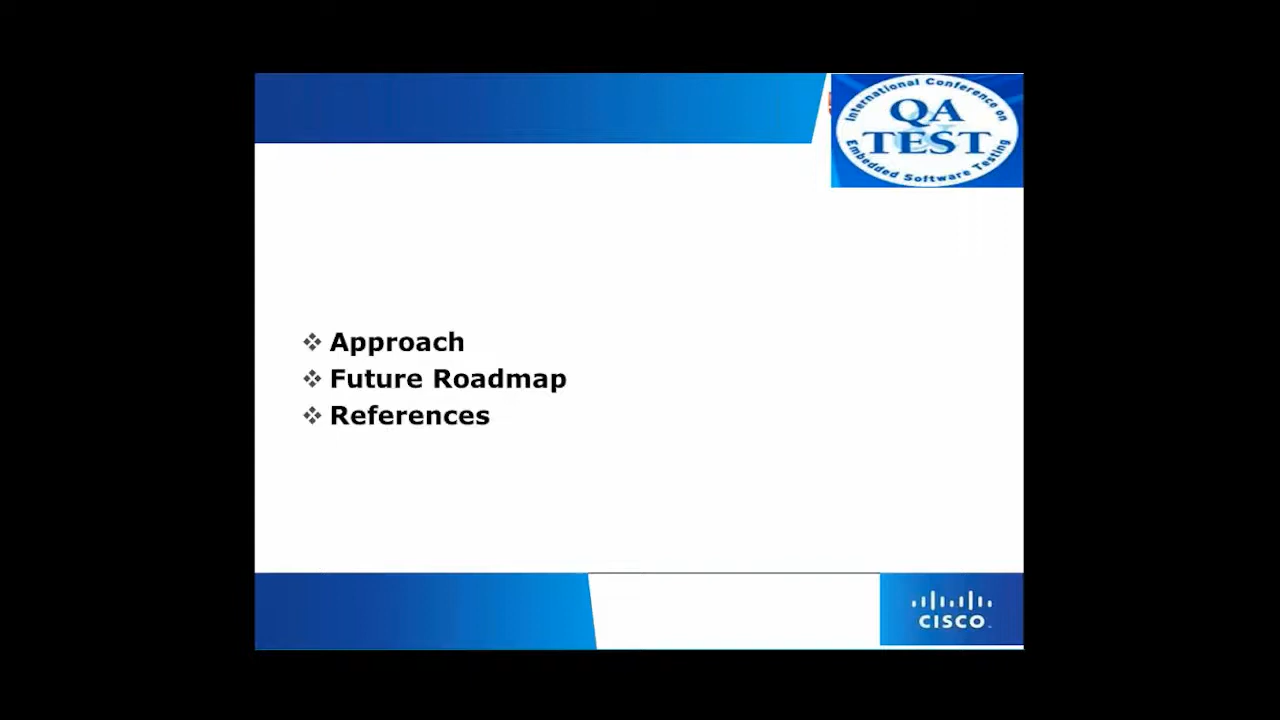 International Conference on
QA
&
TEST
Embedded Software Testing
Approach
Future Roadmap
References
CISCO